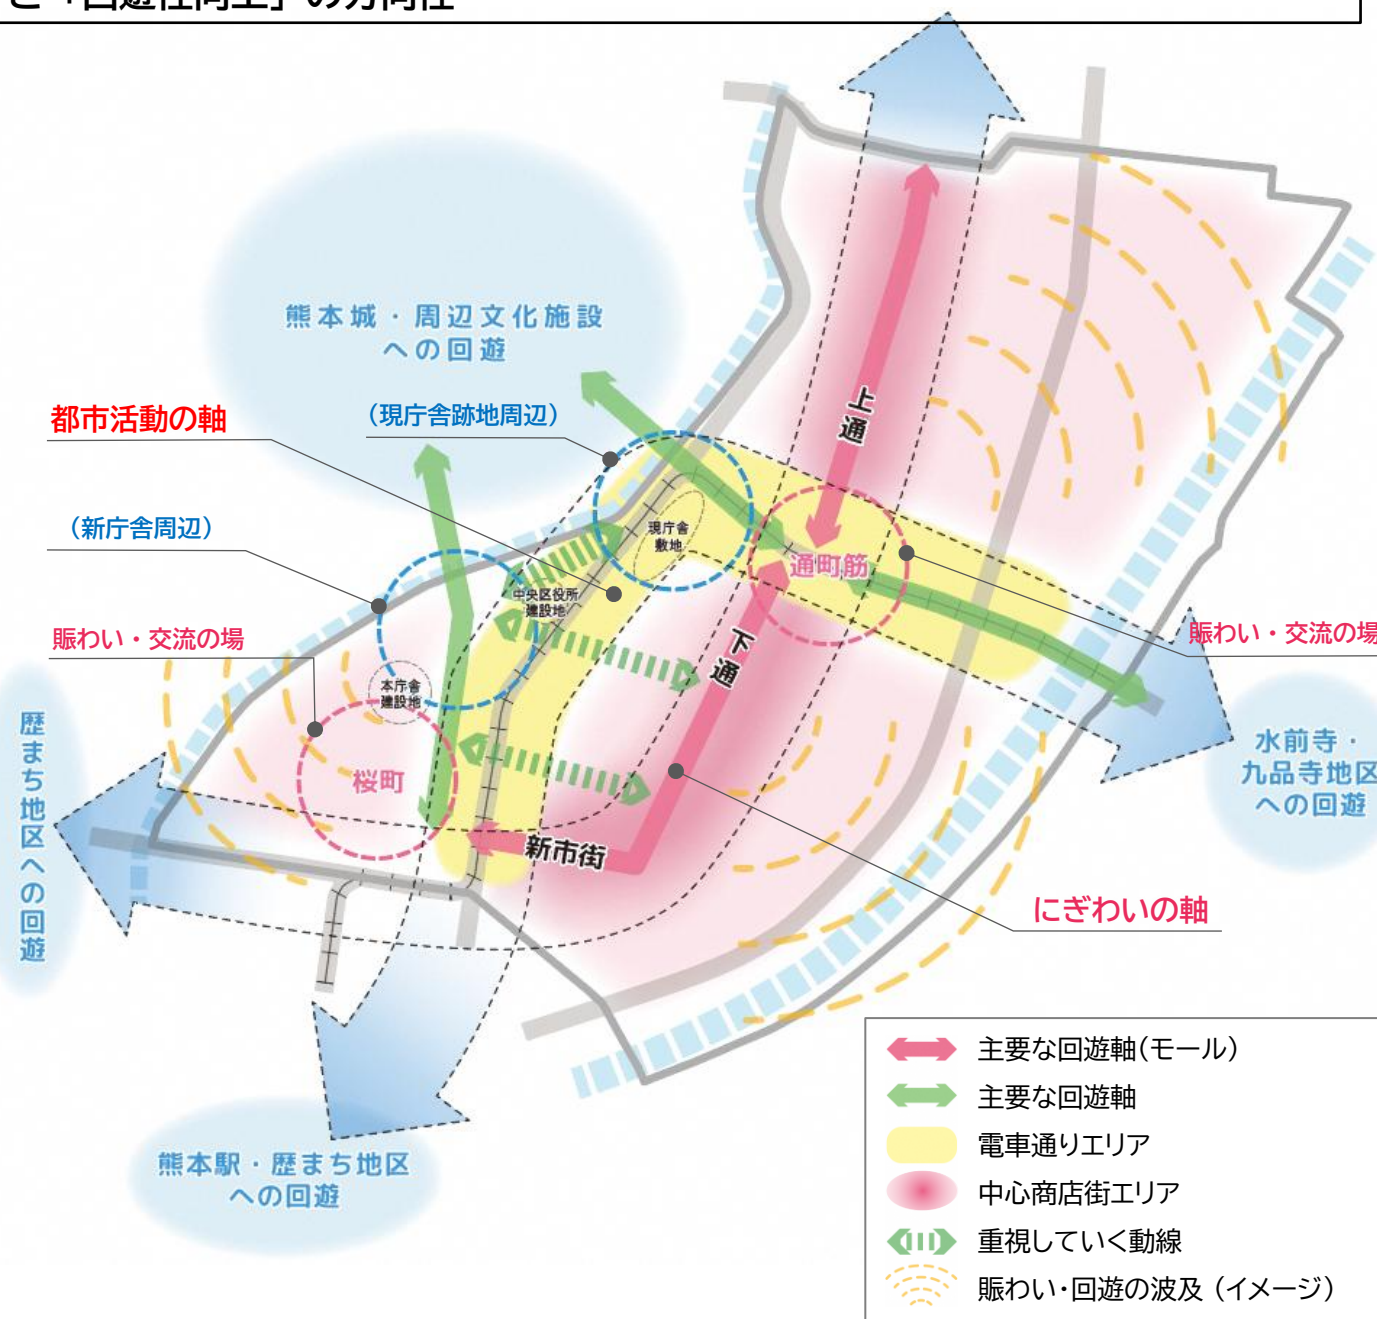 と「回遊性向上」の方向性
熊本城・周辺文化施設
への回遊
都市活動の軸
（現庁舎跡地周辺）
（新庁舎周辺）
賑わい・交流の場
上通
現庁舎
敷地
通町筋
中央区役所
建設地
下通
本庁舎
建設地
桜町
新市街
賑わい・交流の場
歴まち地区への回遊
水前寺・
九品寺地区
への回遊
にぎわいの軸
熊本駅・歴まち地区
への回遊
主要な回遊軸(モール)
主要な回遊軸
電車通りエリア
中心商店街エリア
重視していく動線
賑わい・回遊の波及（イメージ）